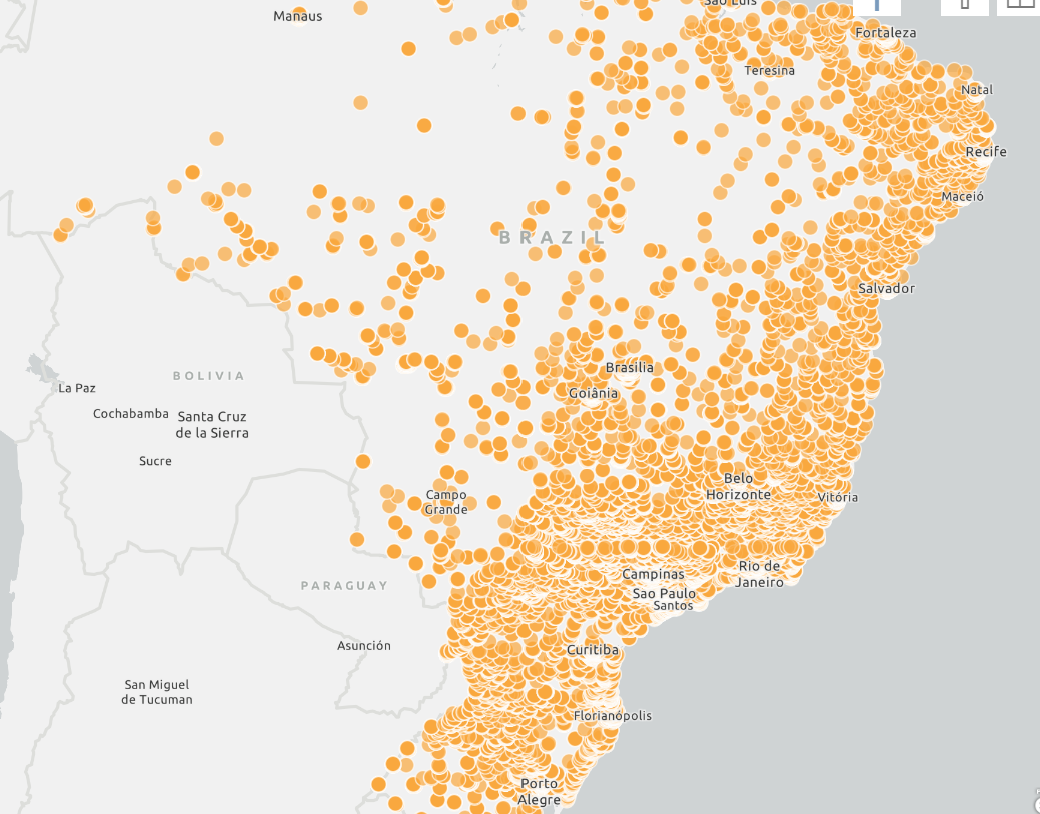 São Luís
Manaus
Fortaleza
Teresina
Natal
Recife
Maceió
BRAZIL
Salvador
Brasilia
BOLIVIA
La Paz
Goiânia
Cochabamba
Santa Cruz
de la Sierra
Sucre
Belo
Horizonte
Campo
Grande
Vitória
Campinas
Rio de
Janeiro
PARAGUAY
Sao Paulo
Santos
Asunción
Curitiba
San Miguel
de Tucuman
Florianópolis
Porto
Alegre